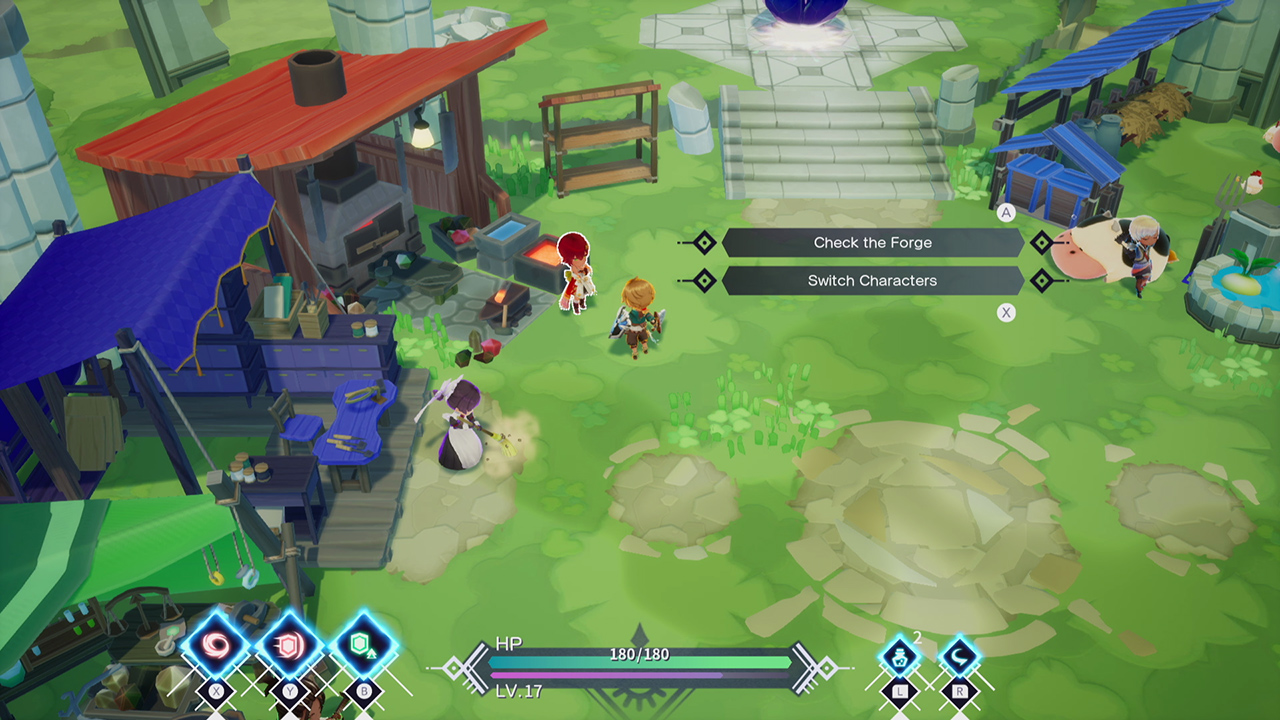 A
Check the Forge
Switch Characters
X
HP
180/180
LV.17
X
Y
B
2
L
R